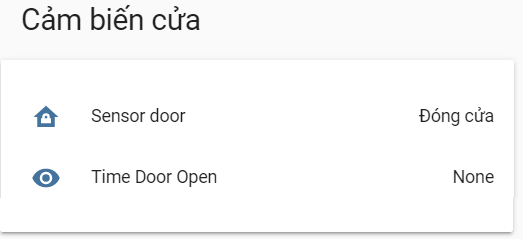 Cảm biến cửa
Sensor door Đóng cửa
Time Door Open None